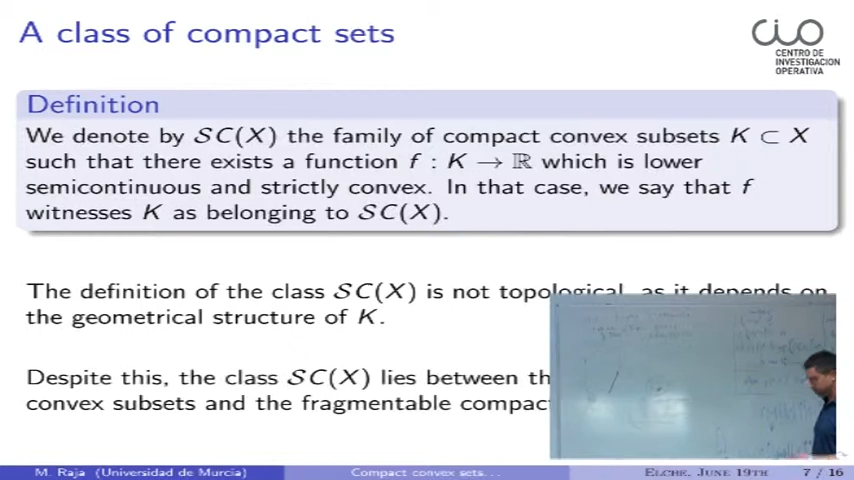 A class of compact sets
CENTRO DE
INVESTIGACION
OPERATIVA
Definition
We denote by 𝒮C(X) the family of compact convex subsets K ⊂ X
such that there exists a function f : K → ℝ which is lower
semicontinuous and strictly convex. In that case, we say that f
witnesses K as belonging to 𝒮C(X).
The definition of the class 𝒮C(X) is not topological, as it depends on
the geometrical structure of K.
Despite this, the class 𝒮C(X) lies between
convex subsets and the fragmentable
M. Raja (Universidad de Murcia)
Compact convex sets...
Elche, June 19th
7 / 16